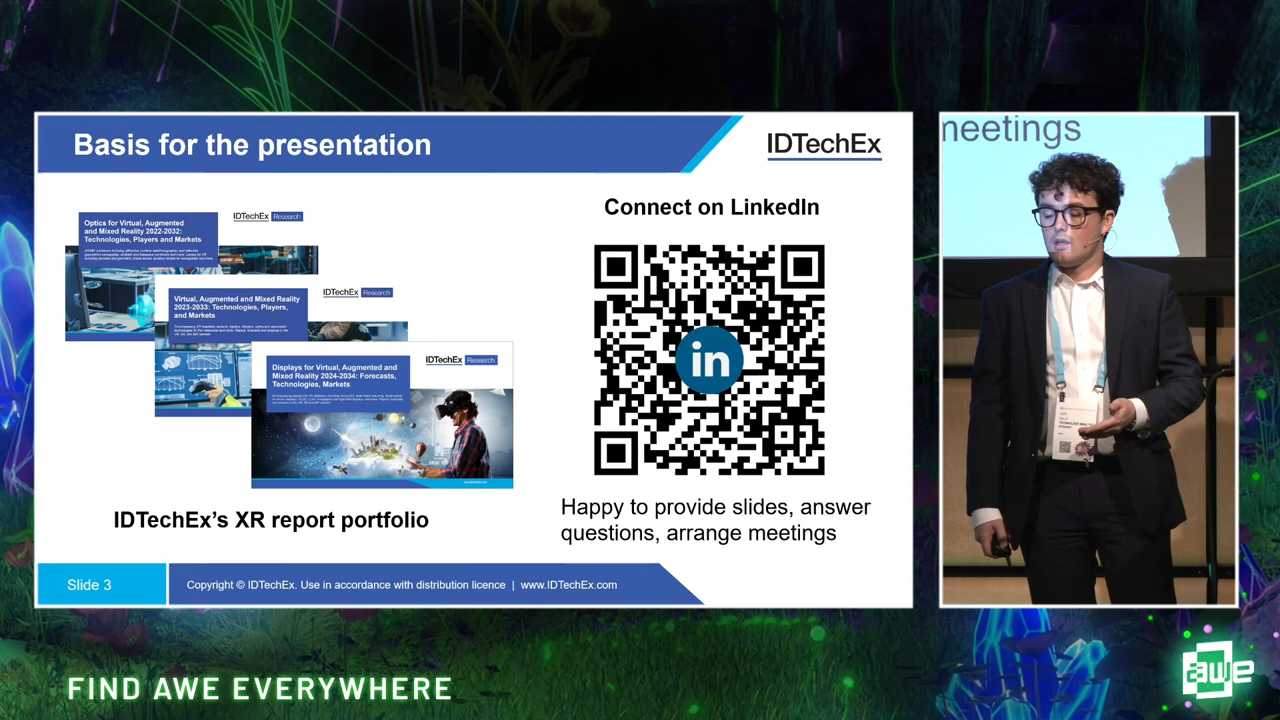 Basis for the presentation
IDTechEx
Optics for Virtual, Augmented
and Mixed Reality 2022-2032:
Technologies, Players and Markets
IDTechEx Research
Virtual, Augmented and Mixed Reality
2023-2033: Technologies, Players,
and Markets
IDTechEx Research
Displays for Virtual, Augmented and
Mixed Reality 2024-2034: Forecasts,
Technologies, Markets
IDTechEx Research
IDTechEx's XR report portfolio
Connect on LinkedIn
in
Happy to provide slides, answer
questions, arrange meetings
Slide 3
Copyright © IDTechEx. Use in accordance with distribution licence | www.IDTechEx.com
meetings
FIND AWE EVERYWHERE
awe